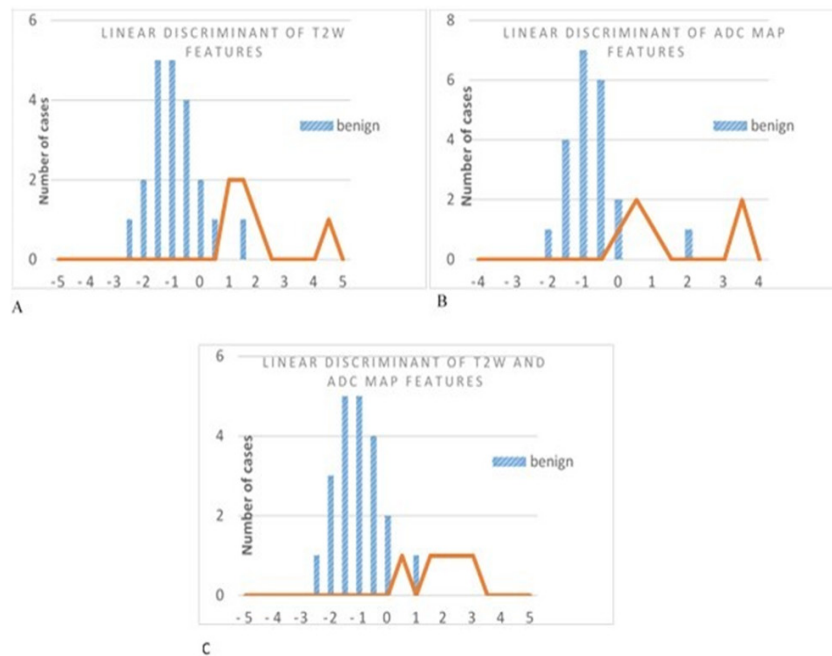 LINEAR DISCRIMINANT OF T2W
FEATURES
Number of cases
6
4
2
0
benign
-5 -4 -3 -2 -1 0 1 2 3 4 5
A
LINEAR DISCRIMINANT OF ADC MAP
FEATURES
Number of cases
8
6
4
2
0
benign
-4 -3 -2 -1 0 1 2 3 4
B
LINEAR DISCRIMINANT OF T2W AND
ADC MAP FEATURES
Number of cases
6
4
2
0
benign
-5 -4 -3 -2 -1 0 1 2 3 4 5
C